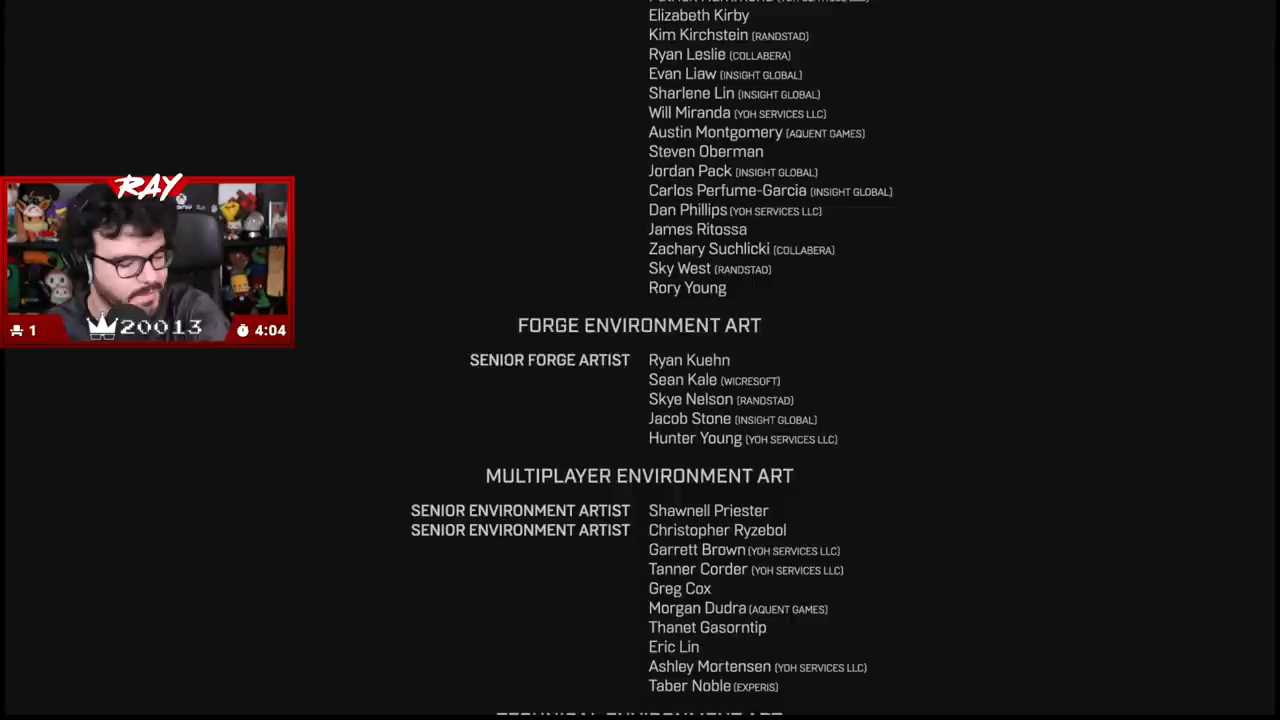 Elizabeth Kirby
Kim Kirchstein (RANDSTAD)
Ryan Leslie (COLLABERA)
Evan Liaw (INSIGHT GLOBAL)
Sharlene Lin (INSIGHT GLOBAL)
Will Miranda (YOH SERVICES LLC)
Austin Montgomery (AQUENT GAMES)
Steven Oberman
Jordan Pack (INSIGHT GLOBAL)
Carlos Perfume-Garcia (INSIGHT GLOBAL)
Dan Phillips (YOH SERVICES LLC)
James Ritossa
Zachary Suchlicki (COLLABERA)
Sky West (RANDSTAD)
Rory Young
RAY
1
20013
4:04
FORGE ENVIRONMENT ART
SENIOR FORGE ARTIST Ryan Kuehn
Sean Kale (WICRESOFT)
Skye Nelson (RANDSTAD)
Jacob Stone (INSIGHT GLOBAL)
Hunter Young (YOH SERVICES LLC)
MULTIPLAYER ENVIRONMENT ART
SENIOR ENVIRONMENT ARTIST Shawnell Priester
SENIOR ENVIRONMENT ARTIST Christopher Ryzebol
Garrett Brown (YOH SERVICES LLC)
Tanner Corder (YOH SERVICES LLC)
Greg Cox
Morgan Dudra (AQUENT GAMES)
Thanet Gasorntip
Eric Lin
Ashley Mortensen (YOH SERVICES LLC)
Taber Noble (EXPERIS)